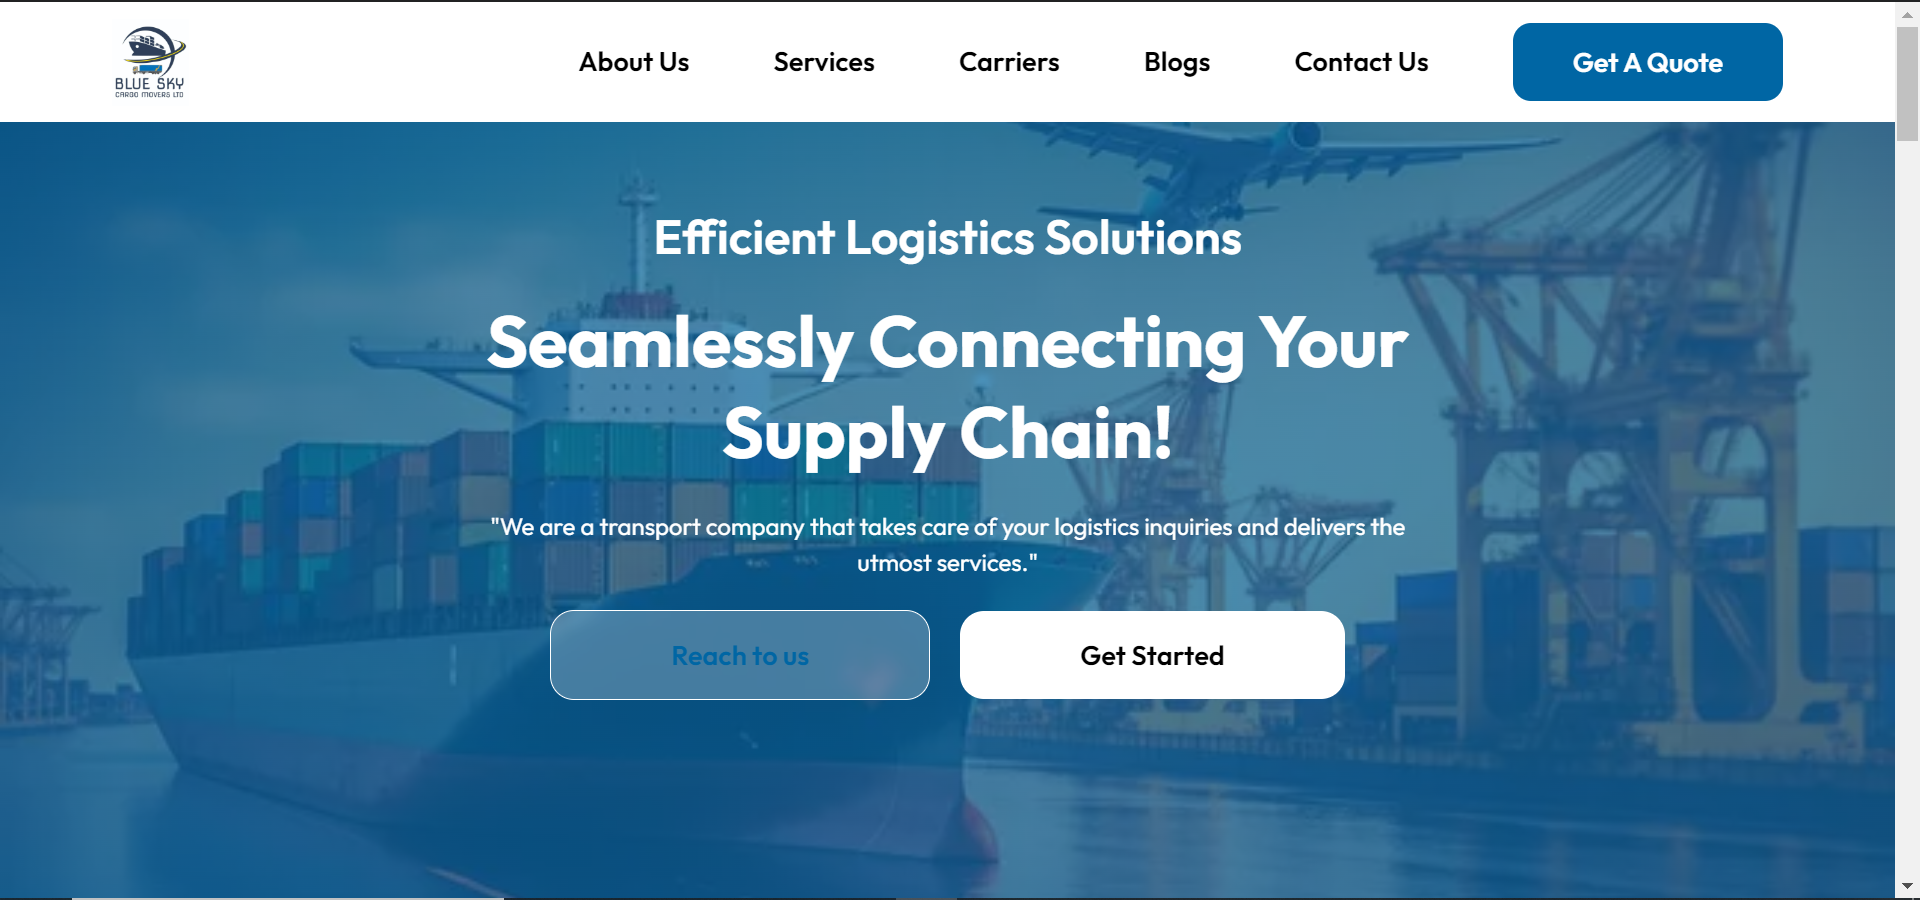 BLUE SKY
CARGO MOVERS LTD
About Us
Services
Carriers
Blogs
Contact Us
Get A Quote
Efficient Logistics Solutions
Seamlessly Connecting Your
Supply Chain!
"We are a transport company that takes care of your logistics inquiries and delivers the
utmost services."
Reach to us
Get Started